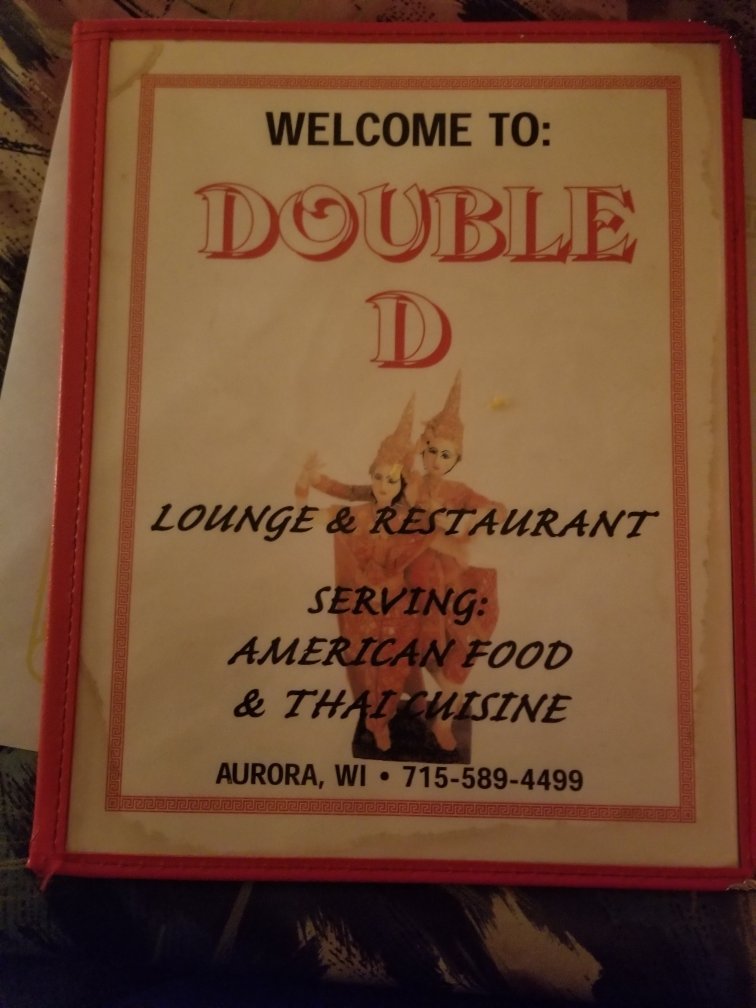 WELCOME TO:
DOUBLE
D
LOUNGE & RESTAURANT
SERVING:
AMERICAN FOOD
& THAI CUISINE
AURORA, WI • 715-589-4499